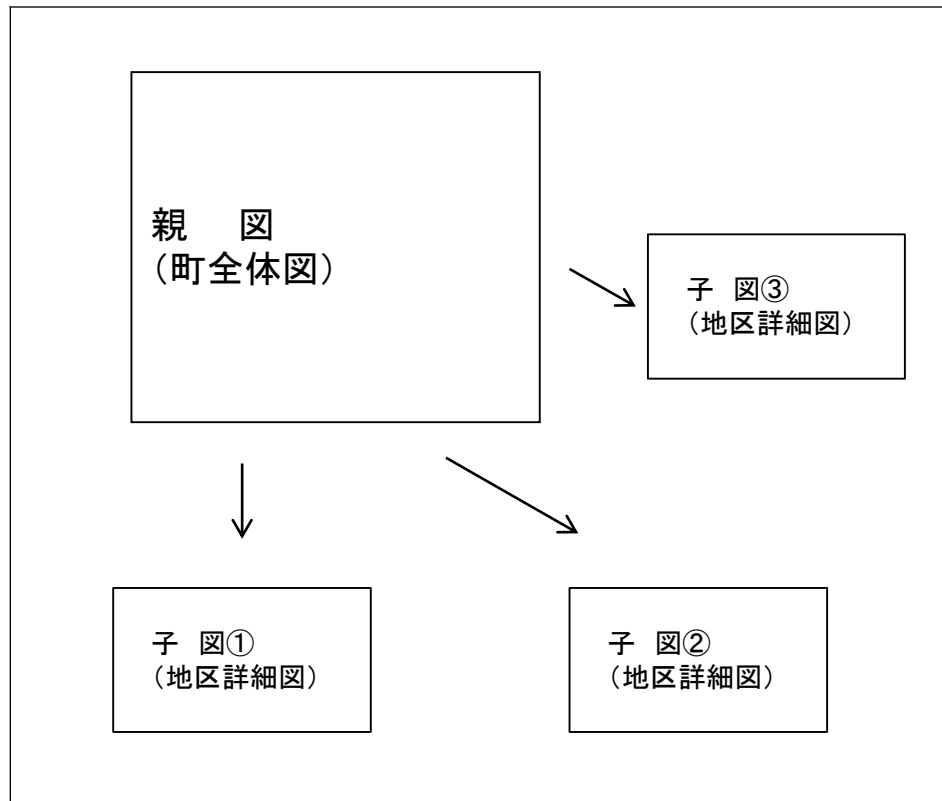 親　図
（町全体図）
子 図③
（地区詳細図）
子 図①
（地区詳細図）
子 図②
（地区詳細図）